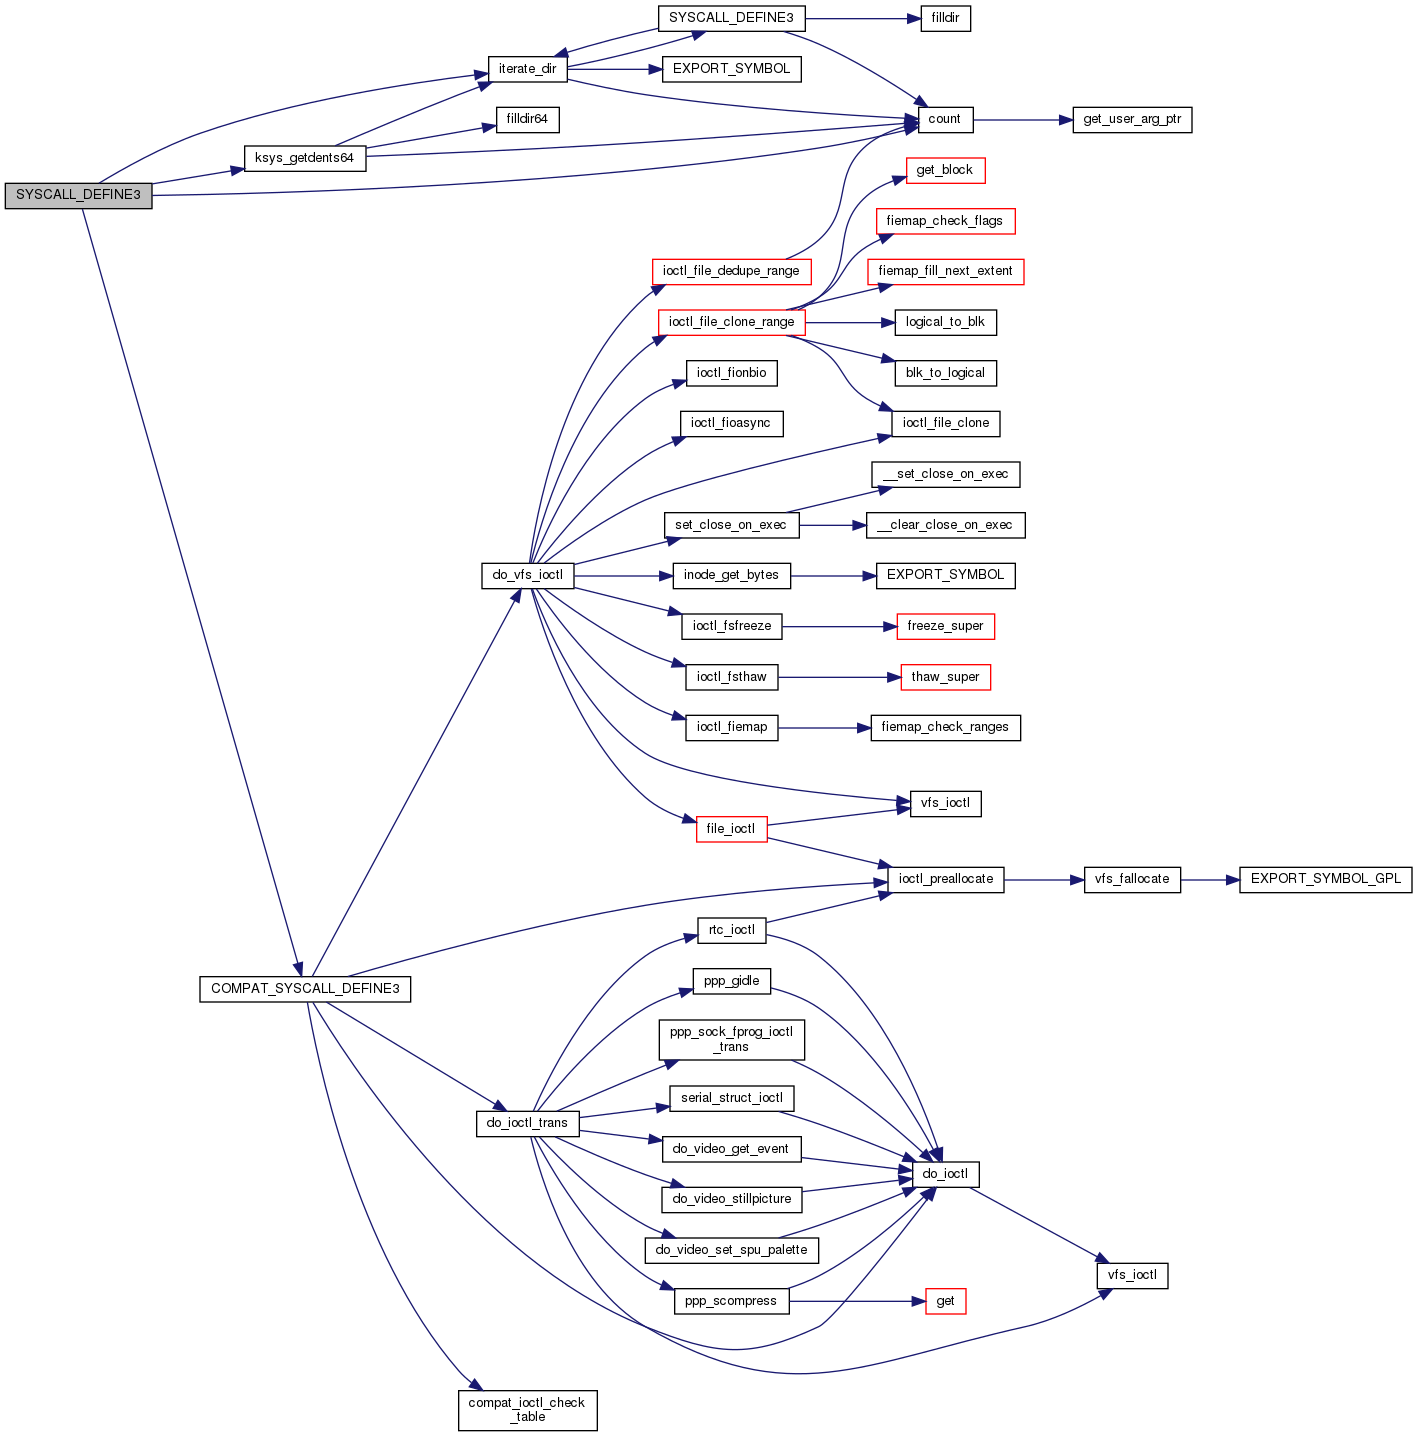 SYSCALL_DEFINE3
filldir
iterate_dir
EXPORT_SYMBOL
filldir64
count
get_user_arg_ptr
ksys_getdents64
get_block
SYSCALL_DEFINE3
fiemap_check_flags
ioctl_file_dedupe_range
fiemap_fill_next_extent
ioctl_file_clone_range
logical_to_blk
ioctl_fionbio
blk_to_logical
ioctl_fioasync
ioctl_file_clone
__set_close_on_exec
set_close_on_exec
__clear_close_on_exec
do_vfs_ioctl
inode_get_bytes
EXPORT_SYMBOL
ioctl_fsfreeze
freeze_super
ioctl_fsthaw
thaw_super
ioctl_fiemap
fiemap_check_ranges
vfs_ioctl
file_ioctl
ioctl_preallocate
vfs_fallocate
EXPORT_SYMBOL_GPL
rtc_ioctl
COMPAT_SYSCALL_DEFINE3
ppp_gidle
ppp_sock_fprog_ioctl
_trans
serial_struct_ioctl
do_ioctl_trans
do_video_get_event
do_ioctl
do_video_stillpicture
do_video_set_spu_palette
vfs_ioctl
ppp_scompress
get
compat_ioctl_check
_table